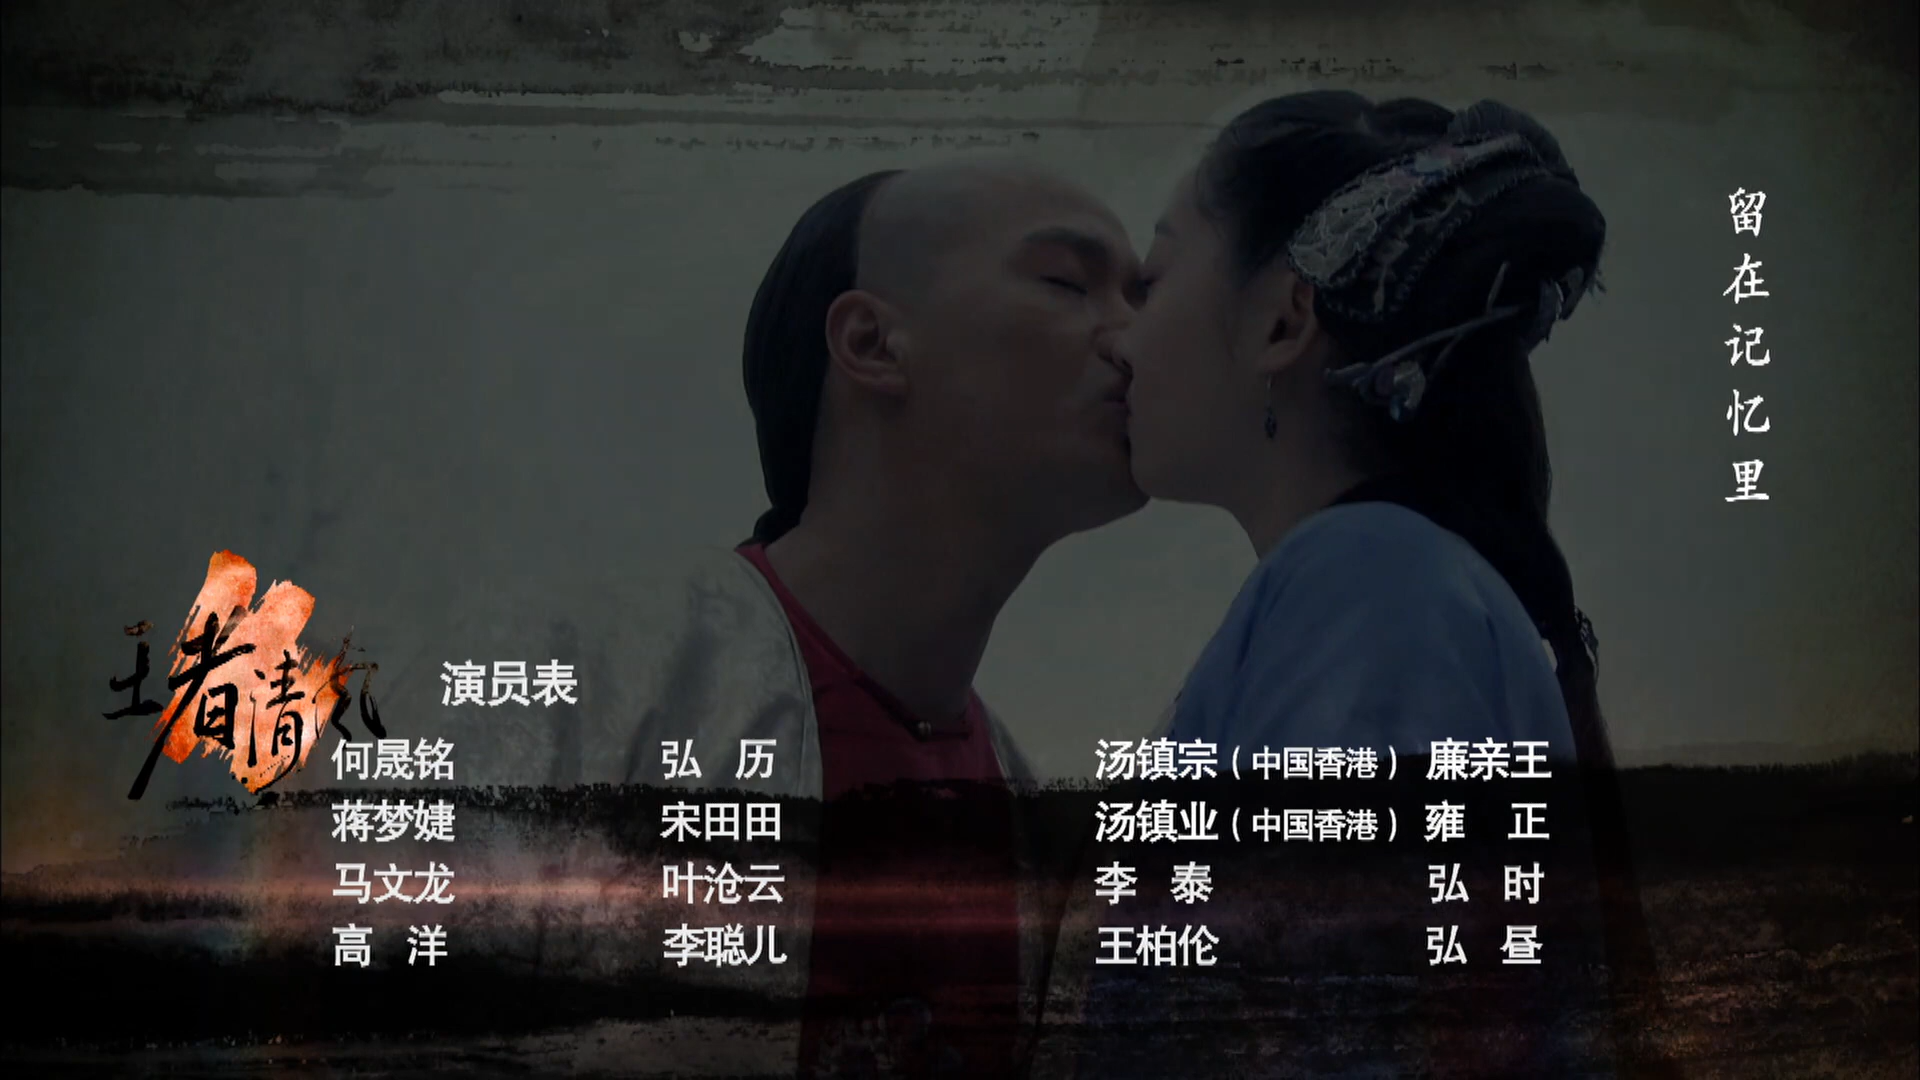 留在记忆里
王者清风
演员表
何晟铭 弘 历 汤镇宗（中国香港） 廉亲王
蒋梦婕 宋田田 汤镇业（中国香港） 雍 正
马文龙 叶沧云 李 泰 弘 时
高 洋 李聪儿 王柏伦 弘 昼